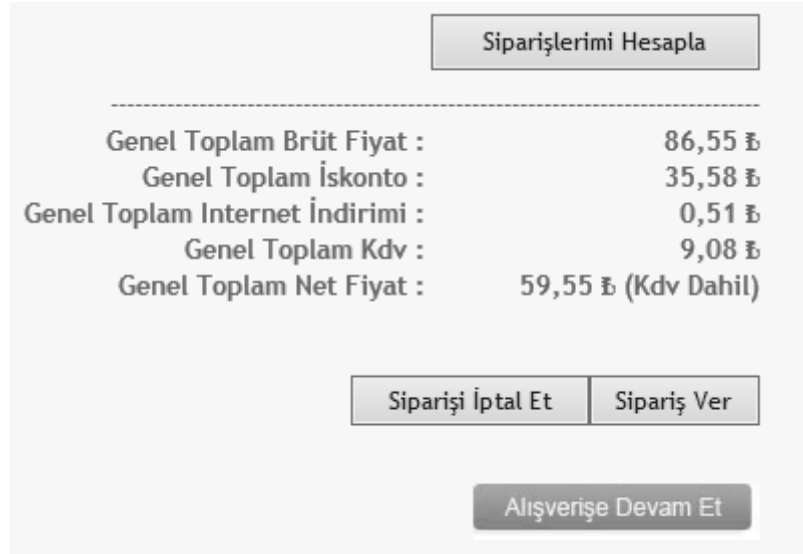 Siparişlerimi Hesapla
Genel Toplam Brüt Fiyat : 86,55 ₺
Genel Toplam İskonto : 35,58 ₺
Genel Toplam Internet İndirimi : 0,51 ₺
Genel Toplam Kdv : 9,08 ₺
Genel Toplam Net Fiyat : 59,55 ₺ (Kdv Dahil)
Siparişi İptal Et Sipariş Ver
Alışverişe Devam Et